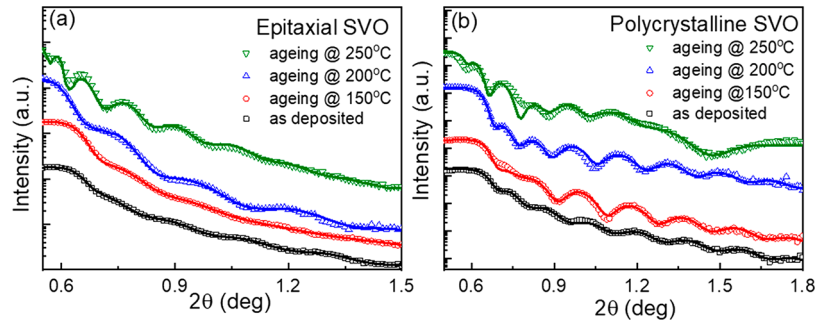 (a)
Epitaxial SVO
ageing @ 250°C
ageing @ 200°C
ageing @ 150°C
as deposited
Intensity (a.u.)
0.6 0.9 1.2 1.5
2θ (deg)
(b)
Polycrystalline SVO
ageing @ 250°C
ageing @ 200°C
ageing @150°C
as deposited
Intensity (a.u.)
0.6 0.9 1.2 1.5 1.8
2θ (deg)